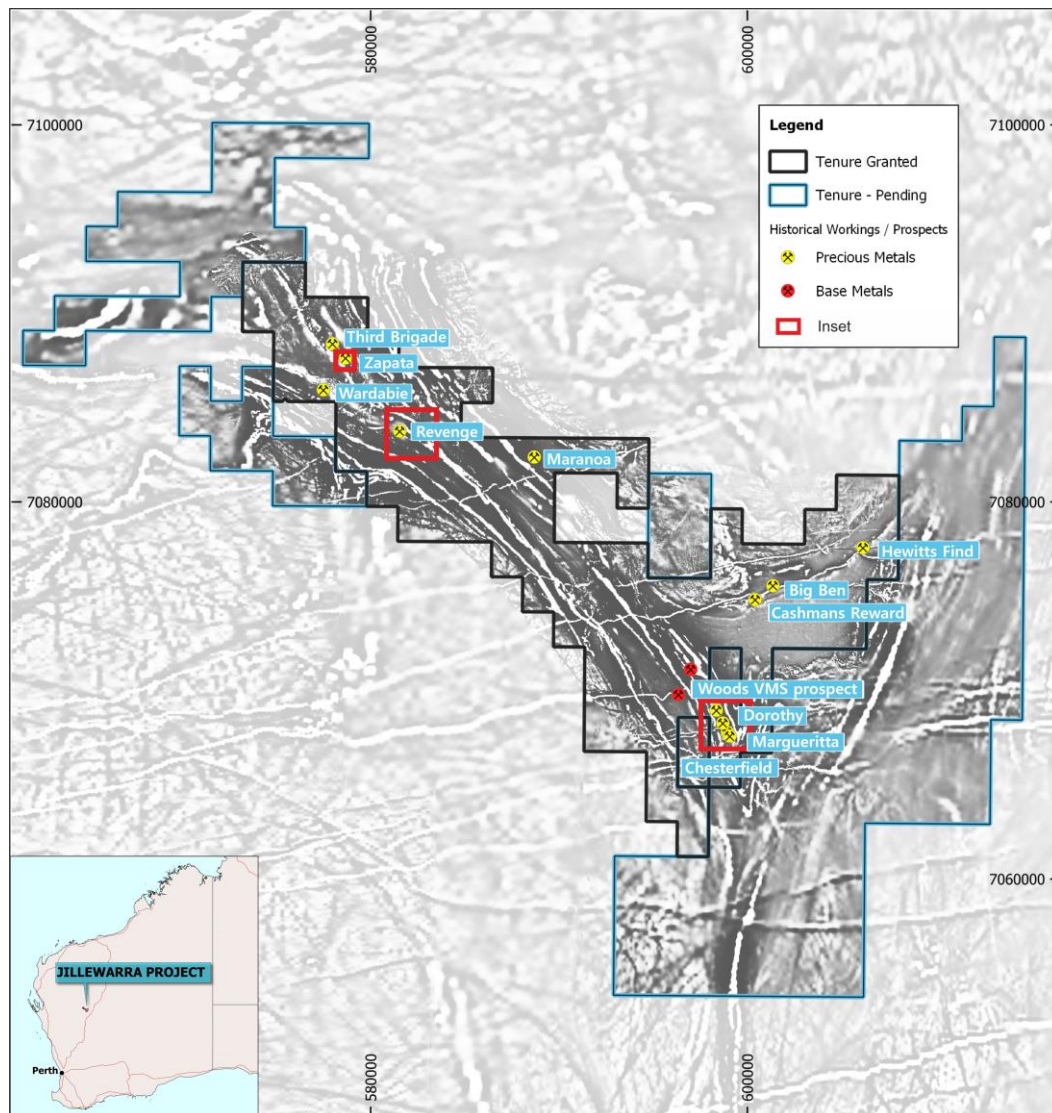 580000
600000
7100000
7100000
Legend
Tenure Granted
Tenure - Pending
Historical Workings / Prospects
Precious Metals
Base Metals
Inset
Third Brigade
Zapata
Wardabie
Revenge
Maranoa
7080000
7080000
Hewitts Find
Big Ben
Cashmans Reward
Woods VMS prospect
Dorothy
Margueritta
Chesterfield
7060000
7060000
JILLEWARRA PROJECT
Perth
580000
600000